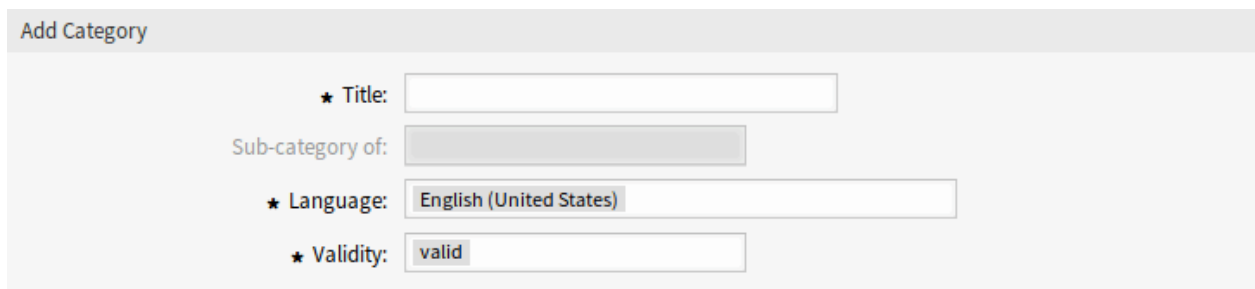 Add Category
★ Title:
Sub-category of:
★ Language: English (United States)
★ Validity: valid